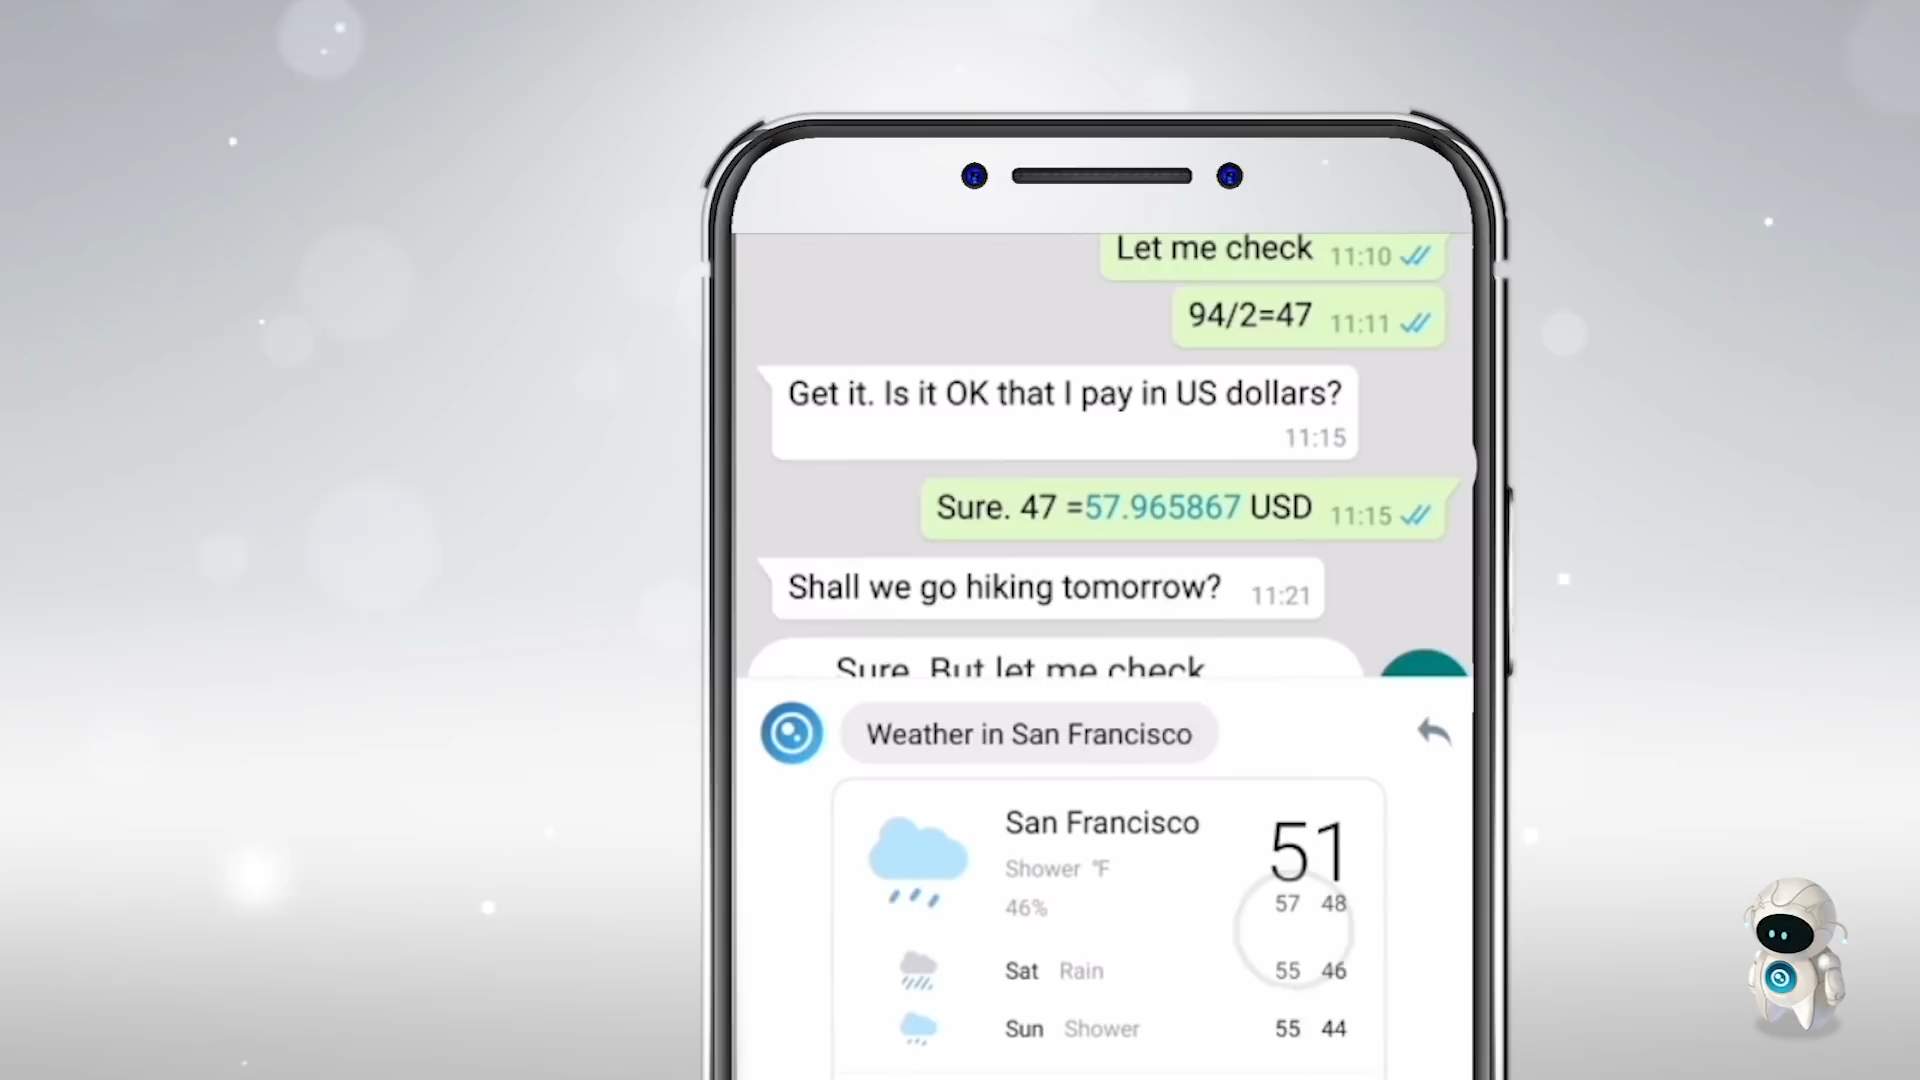 Let me check 11:10
94/2=47 11:11
Get it. Is it OK that I pay in US dollars?
11:15
Sure. 47 =57.965867 USD 11:15
Shall we go hiking tomorrow? 11:21
Sure. But let me check
Weather in San Francisco
San Francisco 51
Shower °F
46% 57 48
Sat Rain 55 46
Sun Shower 55 44